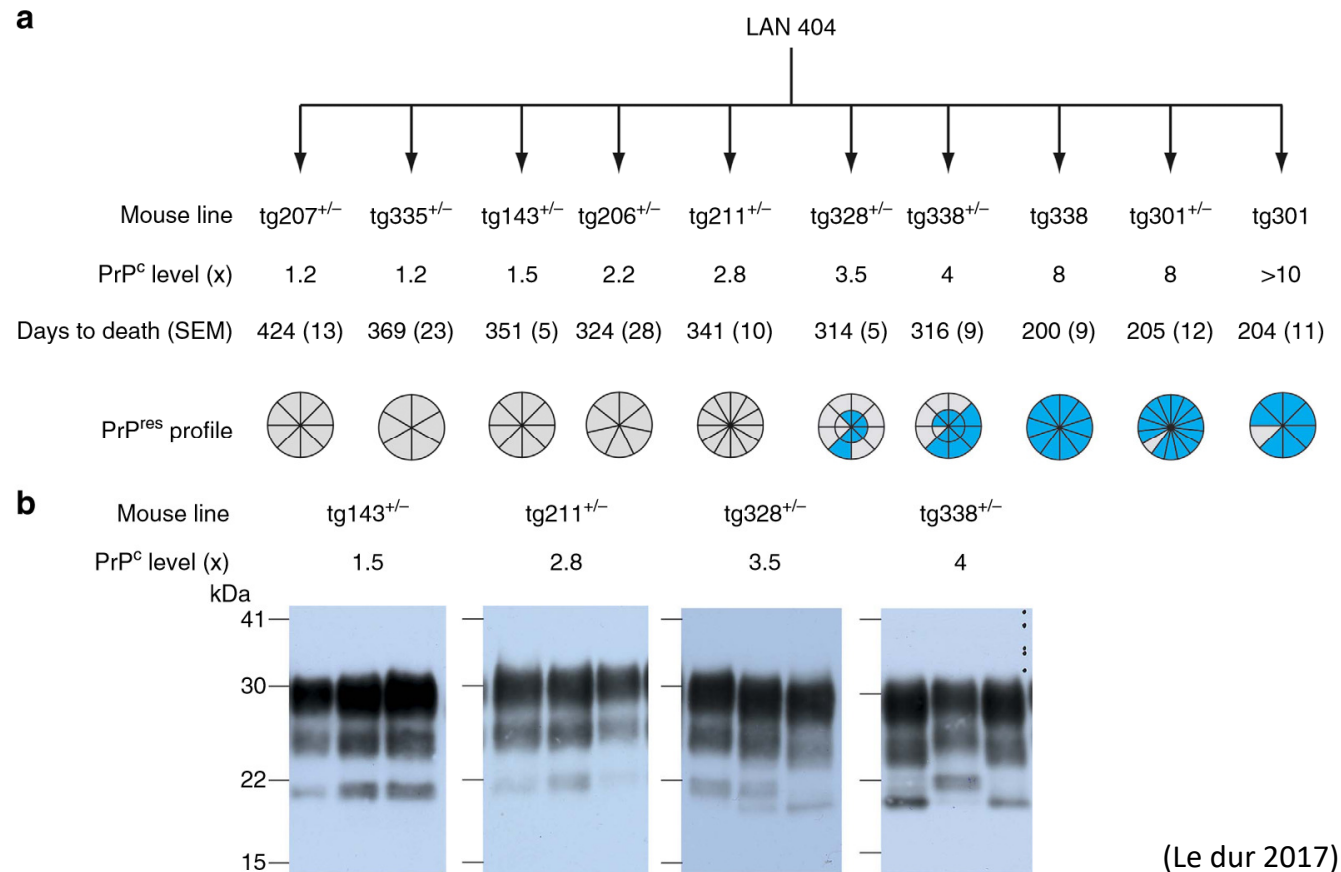 a
LAN 404
Mouse line tg207+/– tg335+/– tg143+/– tg206+/– tg211+/– tg328+/– tg338+/– tg338 tg301+/– tg301
PrPc level (x) 1.2 1.2 1.5 2.2 2.8 3.5 4 8 8 >10
Days to death (SEM) 424 (13) 369 (23) 351 (5) 324 (28) 341 (10) 314 (5) 316 (9) 200 (9) 205 (12) 204 (11)
PrPres profile
b
Mouse line tg143+/– tg211+/– tg328+/– tg338+/–
PrPc level (x) 1.5 2.8 3.5 4
kDa
41
30
22
15
(Le dur 2017)